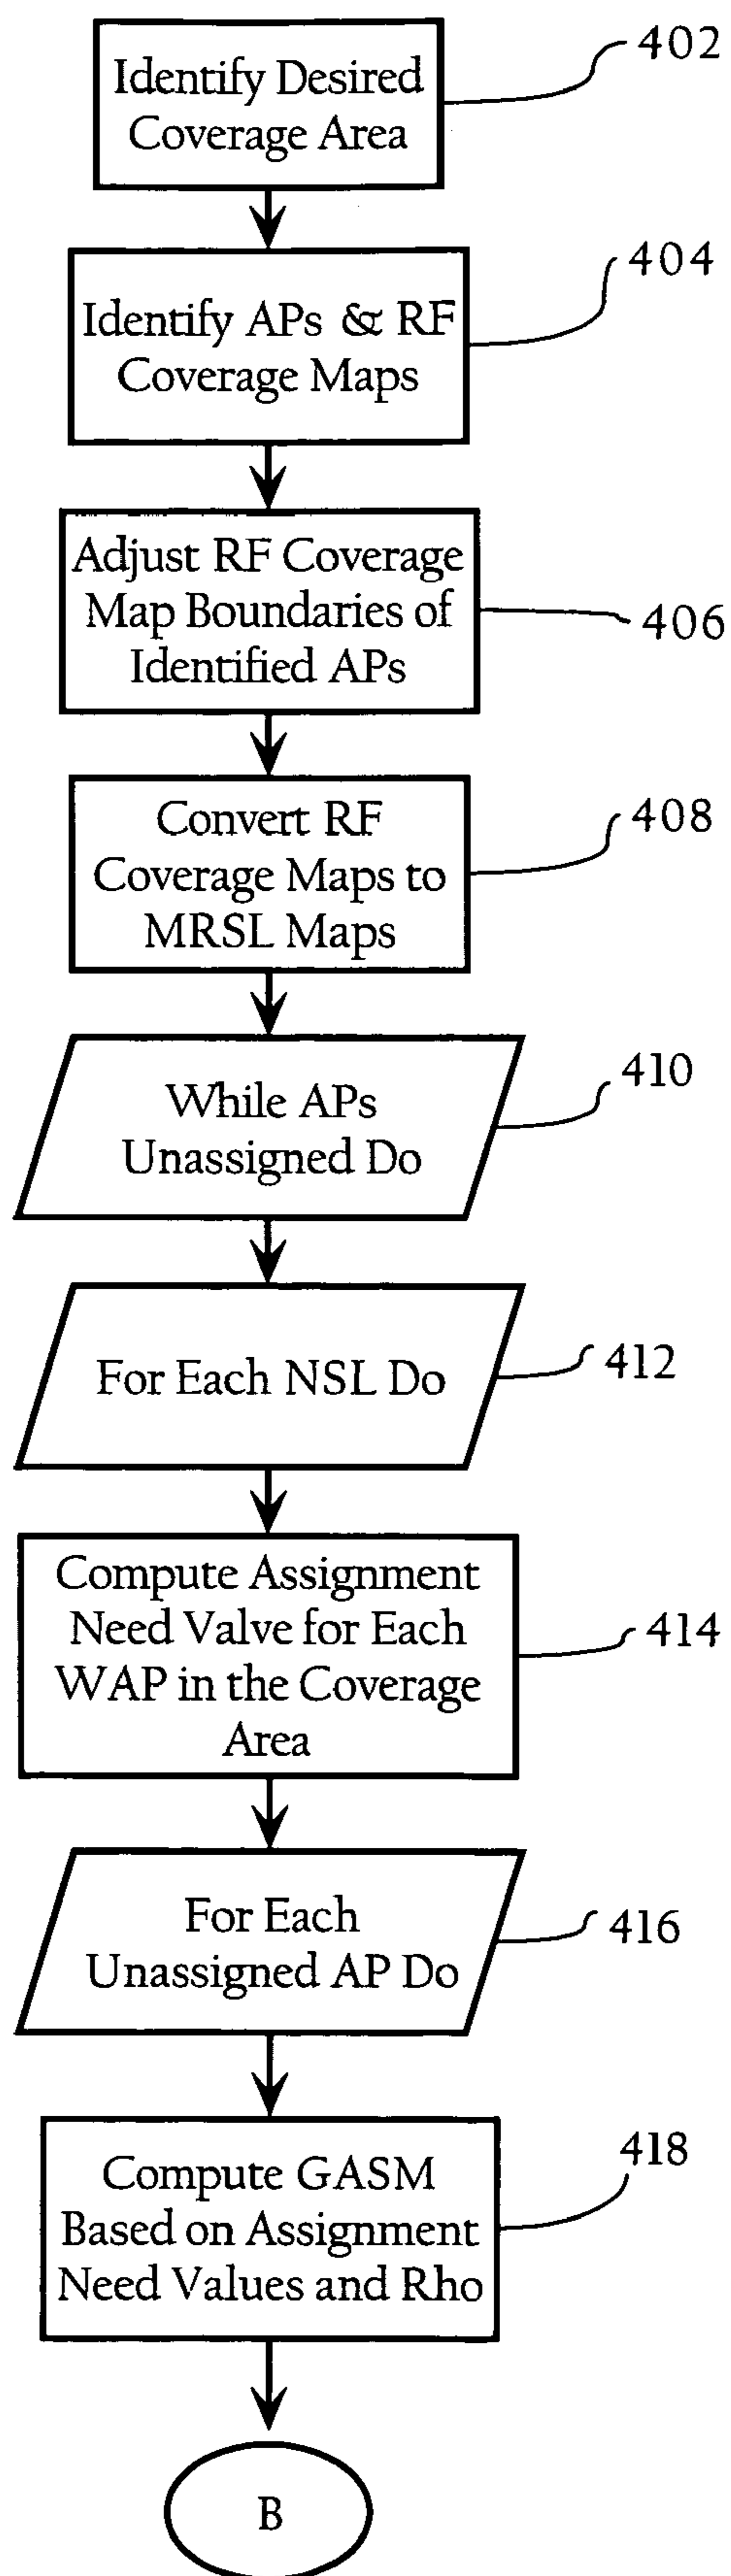 Identify Desired
Coverage Area
402
Identify APs & RF
Coverage Maps
404
Adjust RF Coverage
Map Boundaries of
Identified APs
406
Convert RF
Coverage Maps to
MRSL Maps
408
While APs
Unassigned Do
410
For Each NSL Do
412
Compute Assignment
Need Valve for Each
WAP in the Coverage
Area
414
For Each
Unassigned AP Do
416
Compute GASM
Based on Assignment
Need Values and Rho
418
B